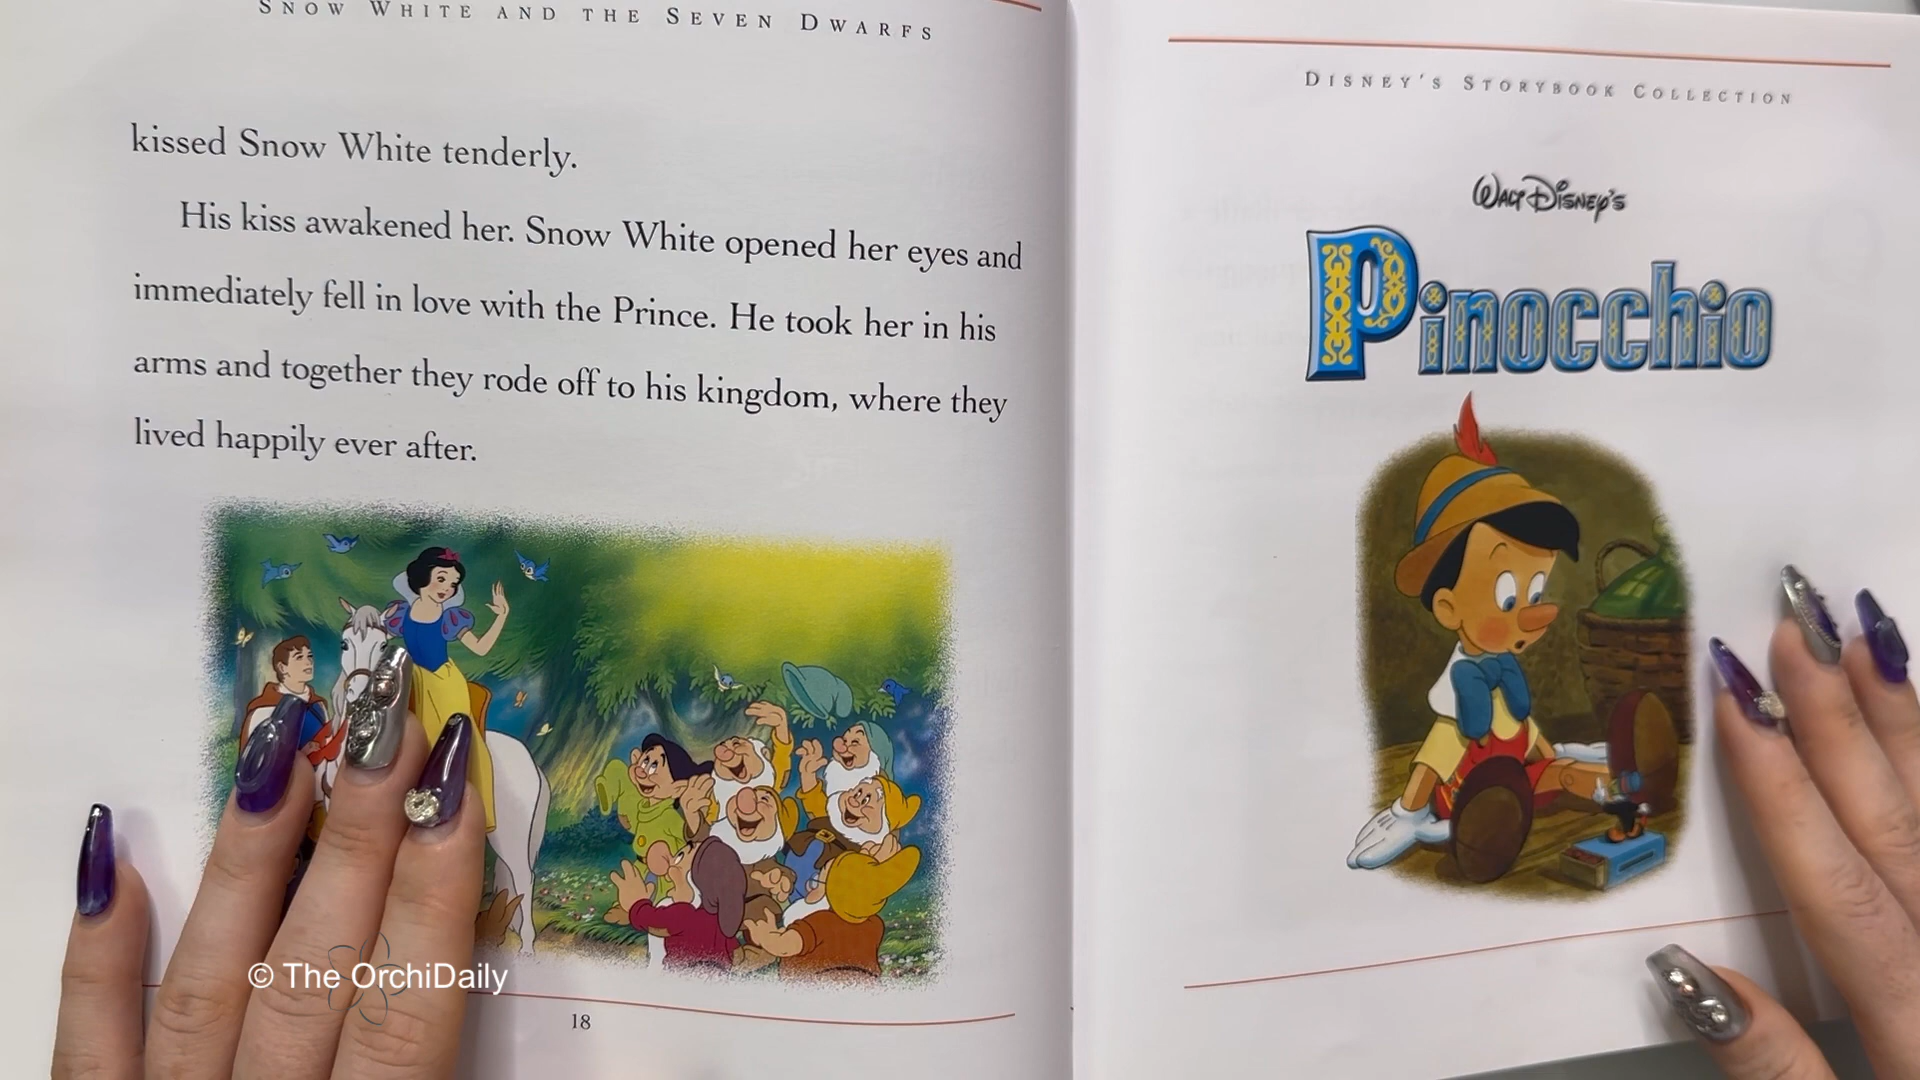 SNOW WHITE AND THE SEVEN DWARFS
kissed Snow White tenderly.
His kiss awakened her. Snow White opened her eyes and
immediately fell in love with the Prince. He took her in his
arms and together they rode off to his kingdom, where they
lived happily ever after.
© The OrchiDaily
18
DISNEY'S STORYBOOK COLLECTION
WALT DISNEY'S
Pinocchio